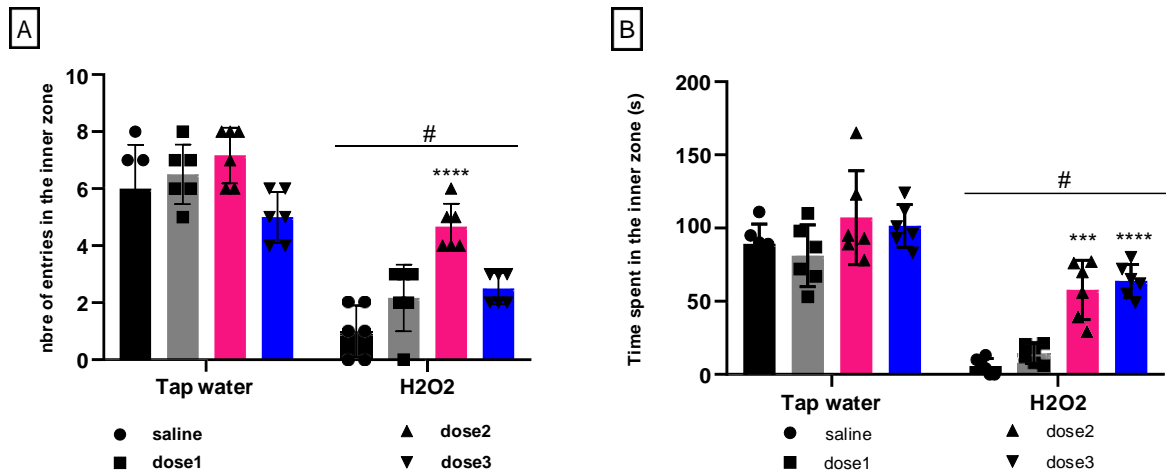 A
nbre of entries in the inner zone
10
8
6
4
2
0
#
****
Tap water
H2O2
saline
dose1
dose2
dose3
B
Time spent in the inner zone (s)
200
150
100
50
0
#
***
****
Tap water
H2O2
saline
dose1
dose2
dose3